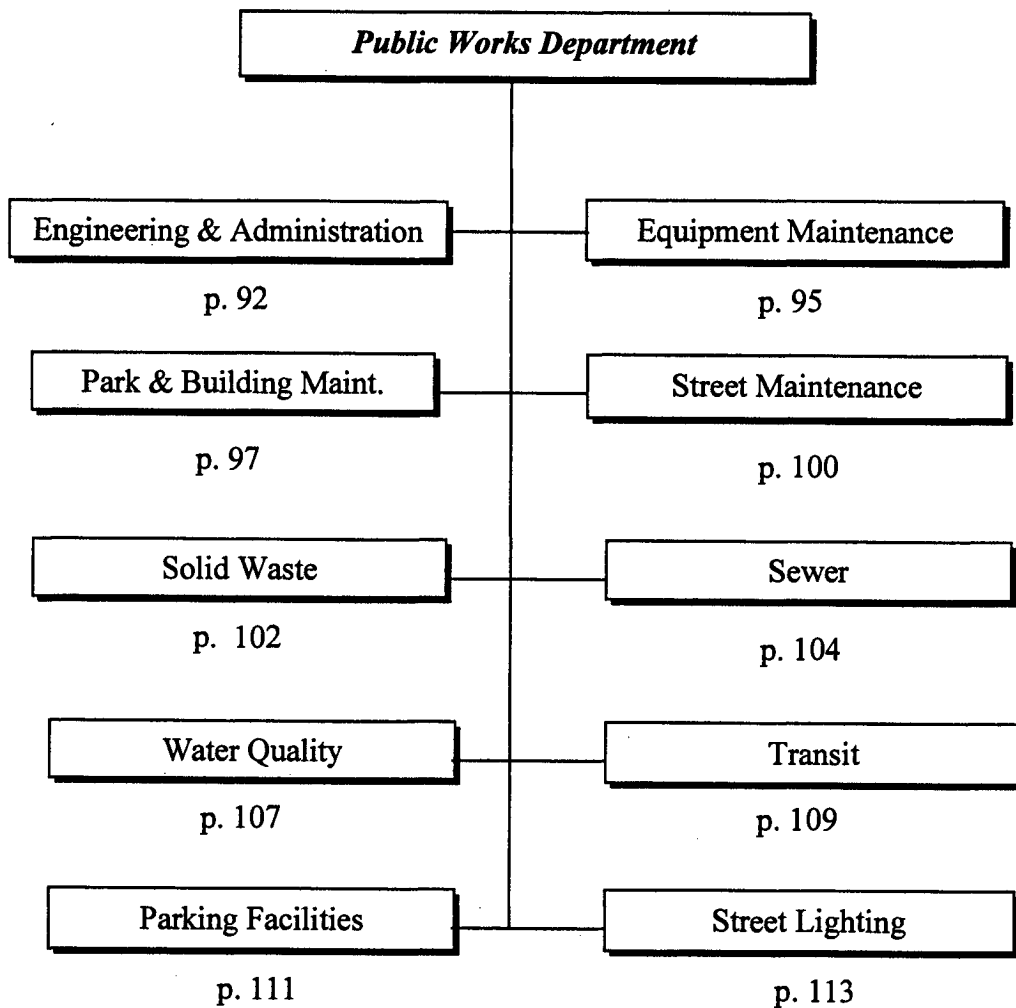 Public Works Department
Engineering & Administration
Equipment Maintenance
p. 92
p. 95
Park & Building Maint.
Street Maintenance
p. 97
p. 100
Solid Waste
Sewer
p. 102
p. 104
Water Quality
Transit
p. 107
p. 109
Parking Facilities
Street Lighting
p. 111
p. 113